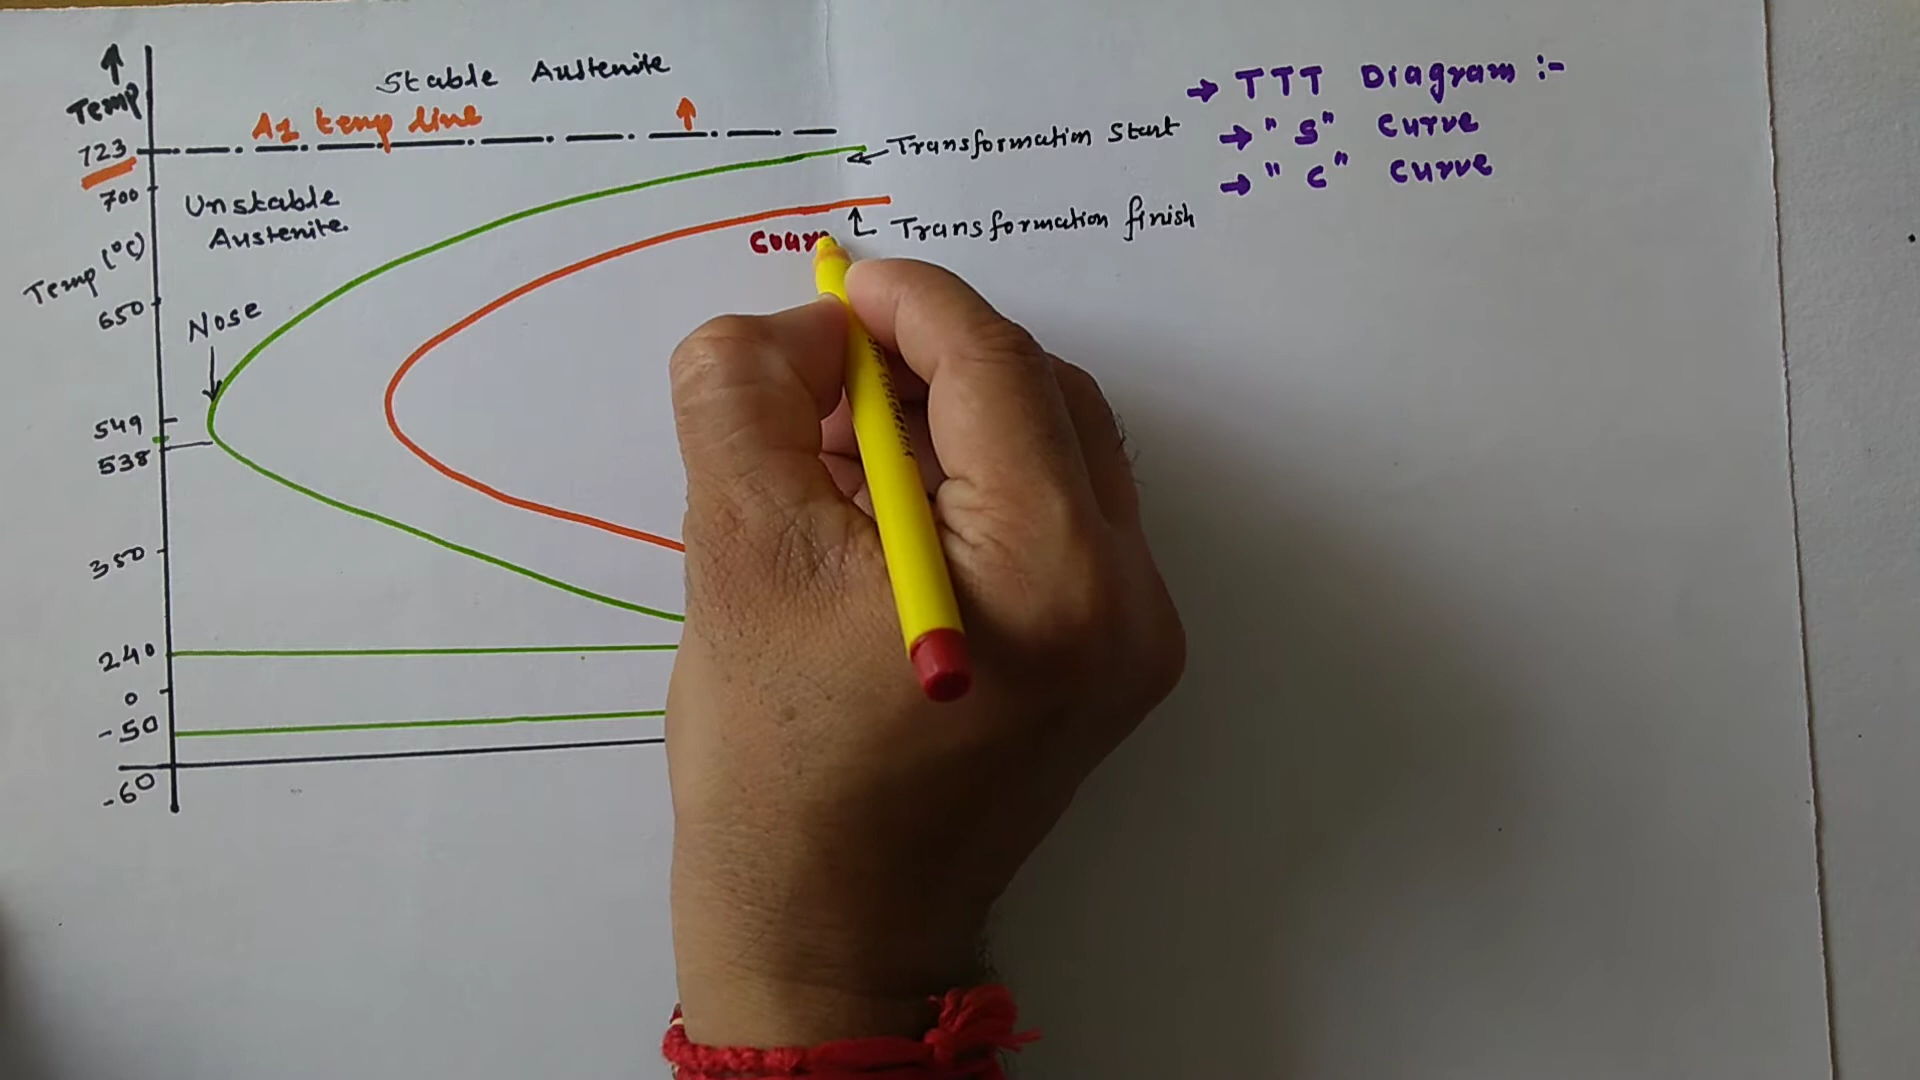 Stable Austenite
Temp
A1 temp line
723
Transformation Start
700
Unstable
Austenite.
Transformation finish
Temp (°C)
650
Nose
549
538
350
240
0
-50
-60
→ TTT Diagram :-
→ "S" Curve
→ "C" Curve